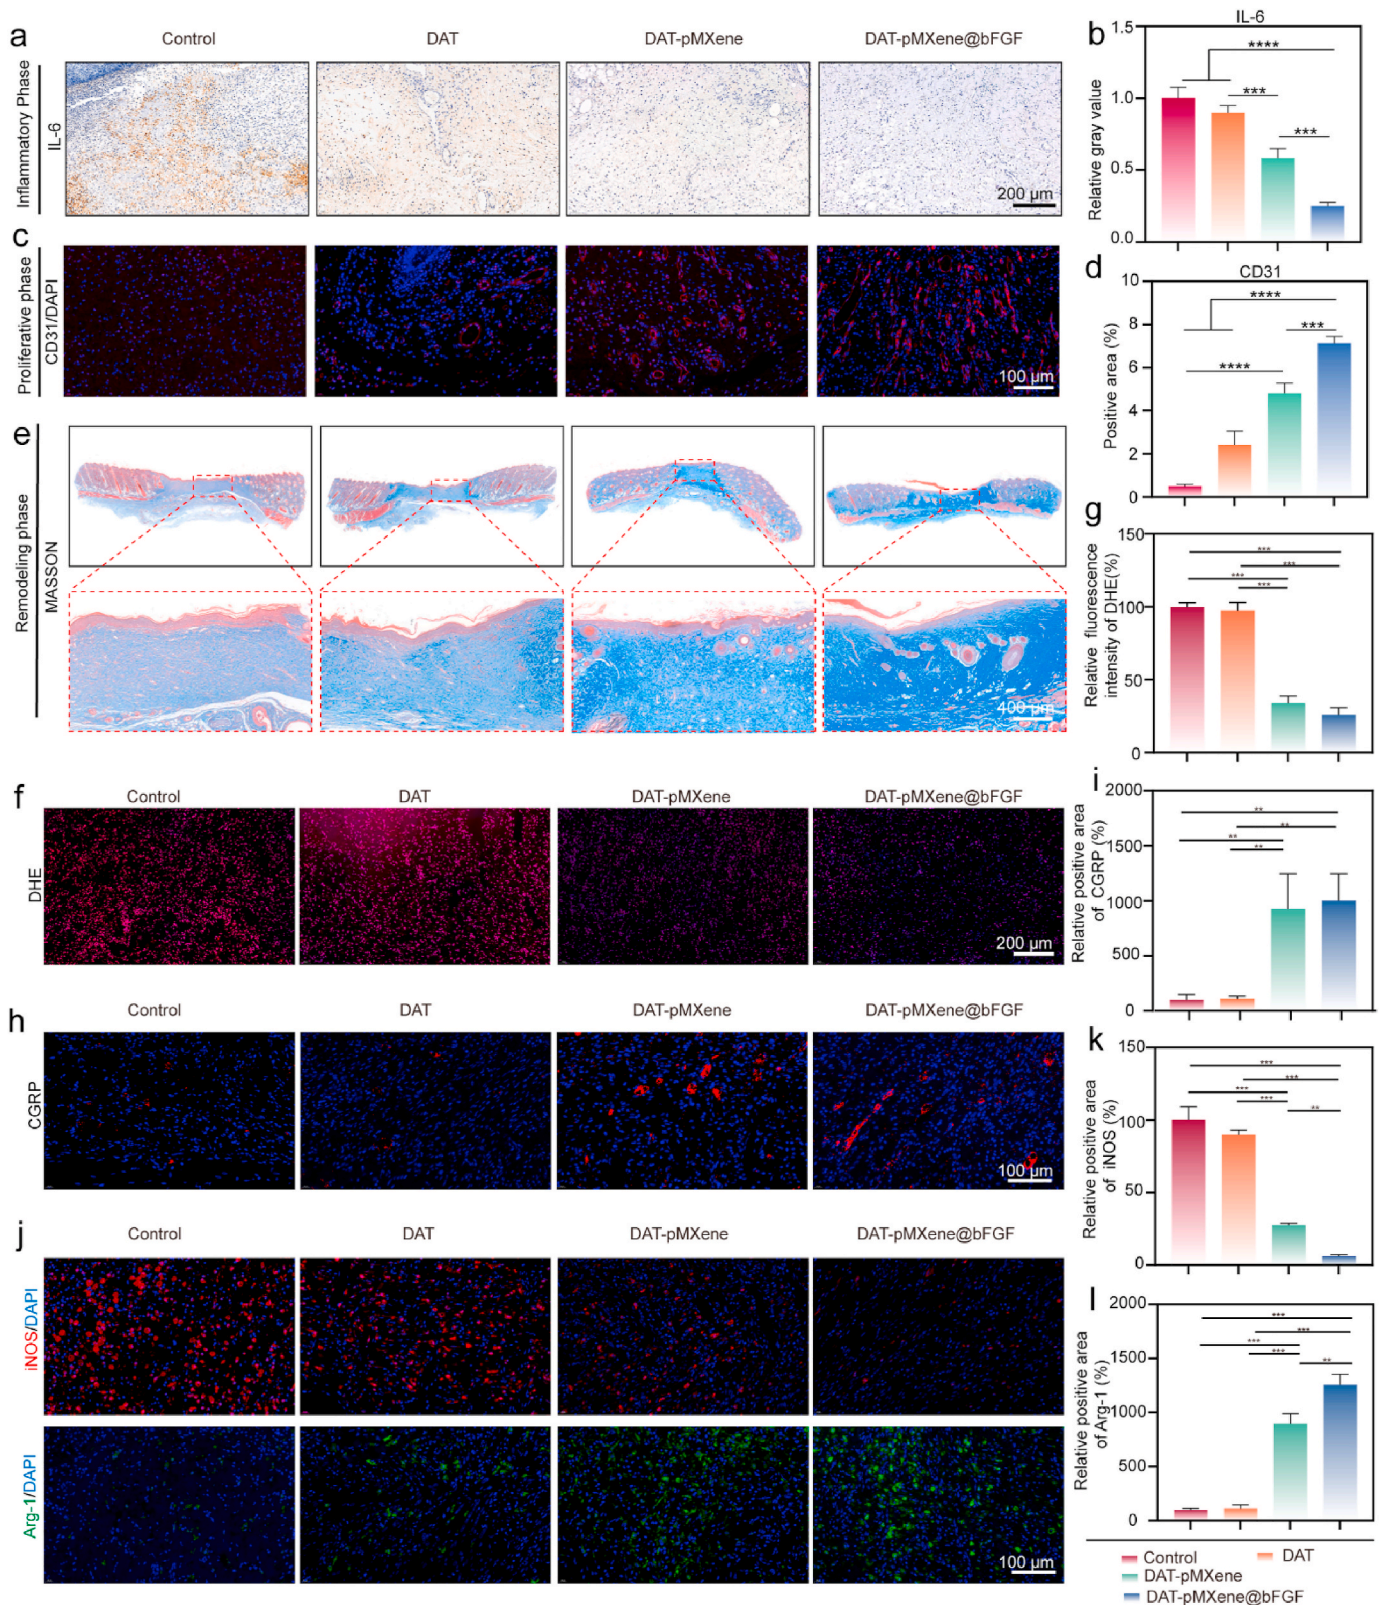 a
Control
DAT
DAT-pMXene
DAT-pMXene@bFGF
Inflammatory Phase
IL-6
200 µm
b
IL-6
Relative gray value
1.5
1.0
0.5
0.0
****
***
***
c
Proliferative phase
CD31/DAPI
100 µm
d
CD31
Positive area (%)
10
8
6
4
2
0
****
***
****
e
Remodeling phase
MASSON
400 µm
g
Relative fluorescence
intensity of DHE(%)
150
100
50
0
***
***
***
***
f
Control
DAT
DAT-pMXene
DAT-pMXene@bFGF
DHE
200 µm
i
Relative positive area
of CGRP (%)
2000
1500
1000
500
0
**
**
**
**
h
Control
DAT
DAT-pMXene
DAT-pMXene@bFGF
CGRP
100 µm
k
Relative positive area
of iNOS (%)
150
100
50
0
***
***
***
***
**
j
Control
DAT
DAT-pMXene
DAT-pMXene@bFGF
iNOS/DAPI
Arg-1/DAPI
100 µm
l
Relative positive area
of Arg-1 (%)
2000
1500
1000
500
0
***
***
***
***
**
Control
DAT
DAT-pMXene
DAT-pMXene@bFGF